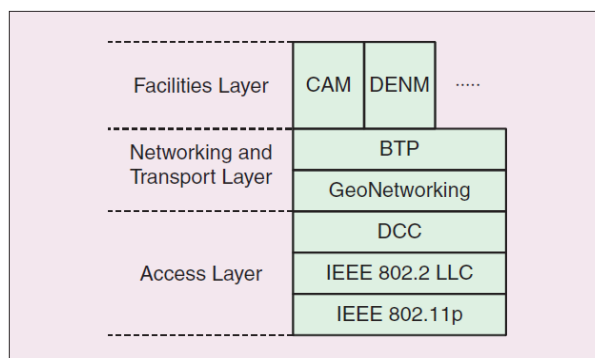 Facilities Layer
CAM
DENM
.....
Networking and
Transport Layer
BTP
GeoNetworking
Access Layer
DCC
IEEE 802.2 LLC
IEEE 802.11p